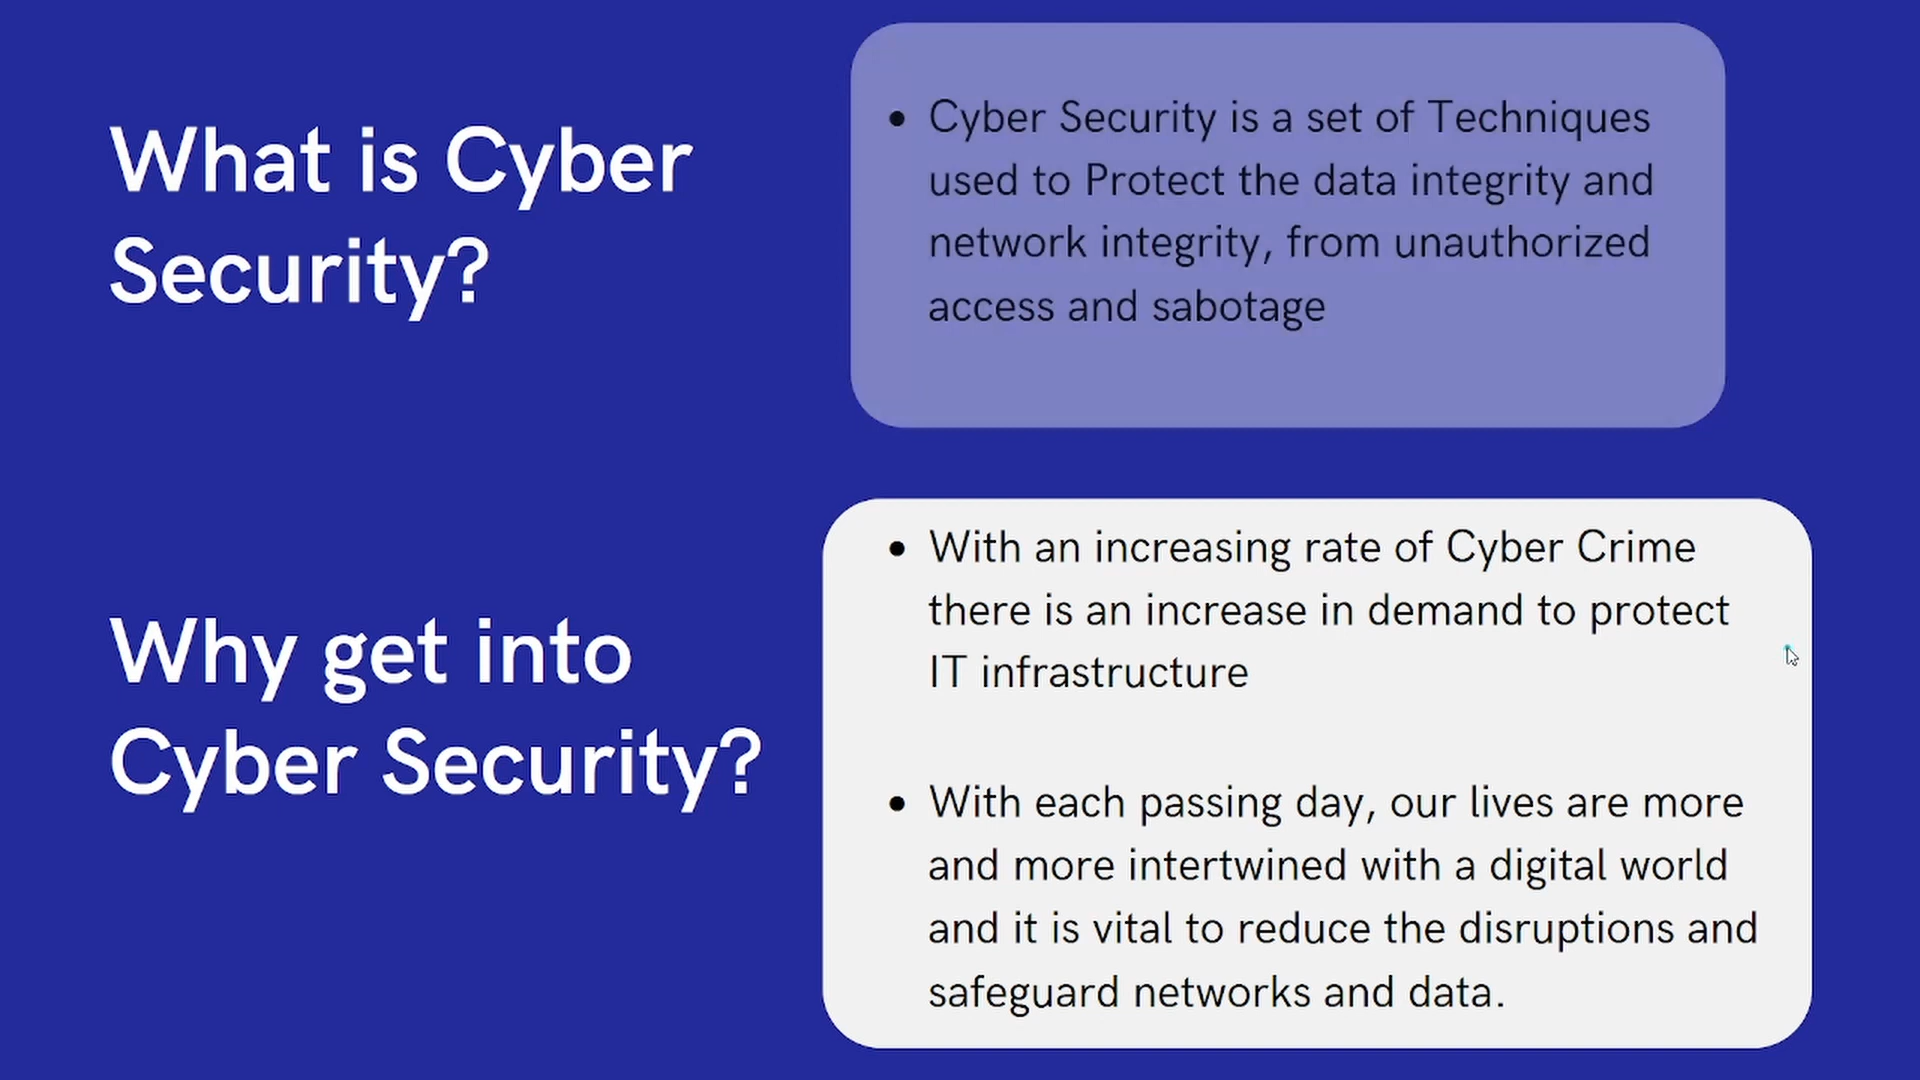 What is Cyber
Security?
• Cyber Security is a set of Techniques
used to Protect the data integrity and
network integrity, from unauthorized
access and sabotage
Why get into
Cyber Security?
• With an increasing rate of Cyber Crime
there is an increase in demand to protect
IT infrastructure
• With each passing day, our lives are more
and more intertwined with a digital world
and it is vital to reduce the disruptions and
safeguard networks and data.